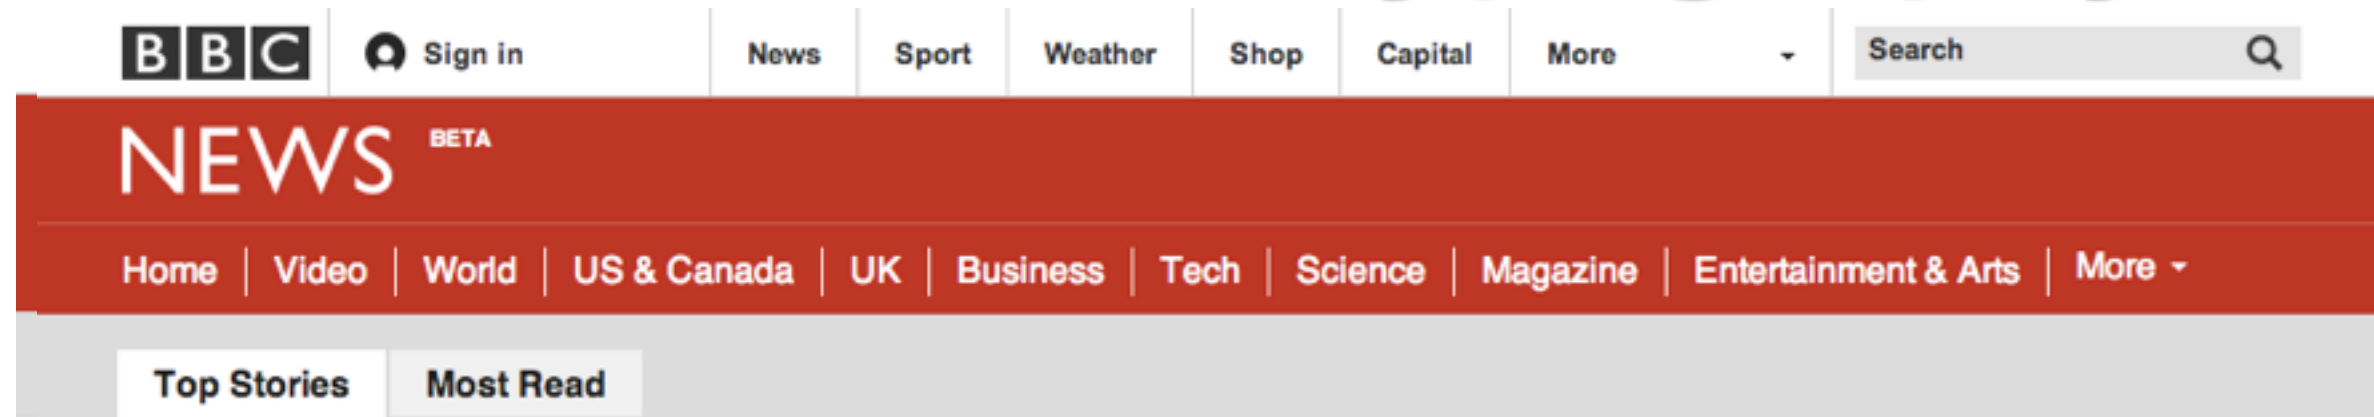 BBC Sign in News Sport Weather Shop Capital More Search
NEWS BETA
Home Video World US & Canada UK Business Tech Science Magazine Entertainment & Arts More
Top Stories Most Read